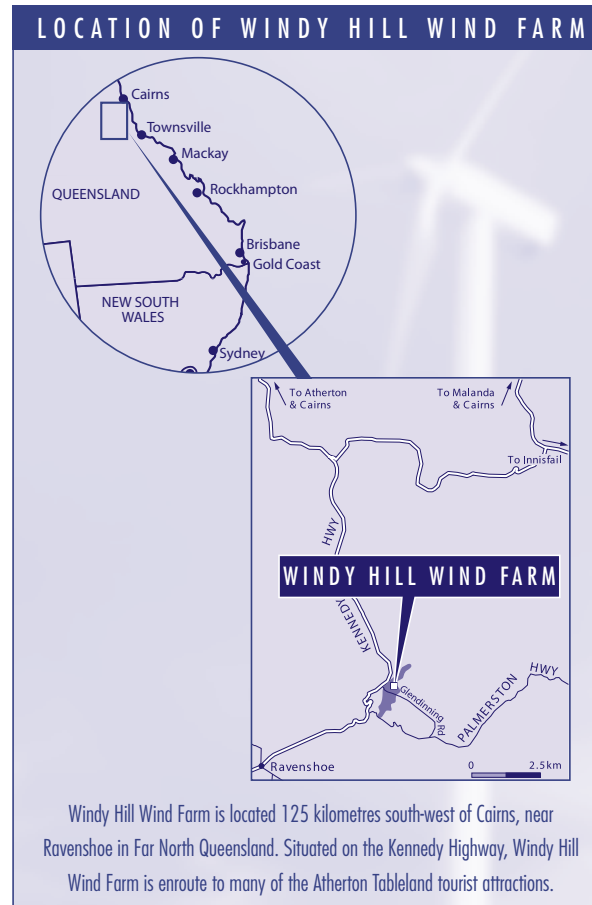 LOCATION OF WINDY HILL WIND FARM
Cairns
Townsville
Mackay
Rockhampton
QUEENSLAND
Brisbane
Gold Coast
NEW SOUTH
WALES
Sydney
To Atherton
& Cairns
To Malanda
& Cairns
To Innisfail
HWY
WINDY HILL WIND FARM
KENNEDY
Glendinning Rd
PALMERSTON
HWY
Ravenshoe
0 2.5km
Windy Hill Wind Farm is located 125 kilometres south-west of Cairns, near
Ravenshoe in Far North Queensland. Situated on the Kennedy Highway, Windy Hill
Wind Farm is enroute to many of the Atherton Tableland tourist attractions.